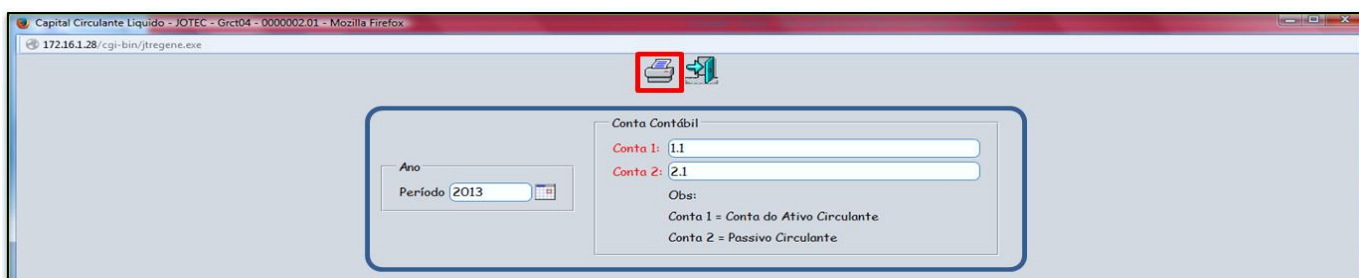 Capital Circulante Liquido - JOTEC - Grct04 - 0000002.01 - Mozilla Firefox
172.16.1.28/cgi-bin/jtregene.exe
Ano
Período 2013
Conta Contábil
Conta 1: 1.1
Conta 2: 2.1
Obs:
Conta 1 = Conta do Ativo Circulante
Conta 2 = Passivo Circulante